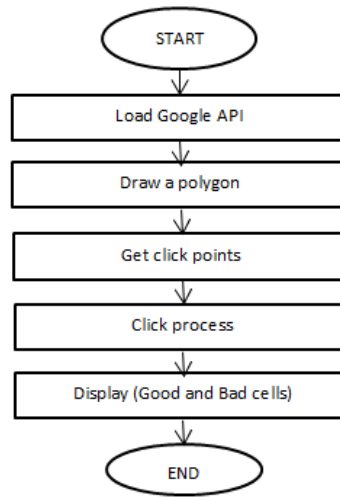 START
Load Google API
Draw a polygon
Get click points
Click process
Display (Good and Bad cells)
END